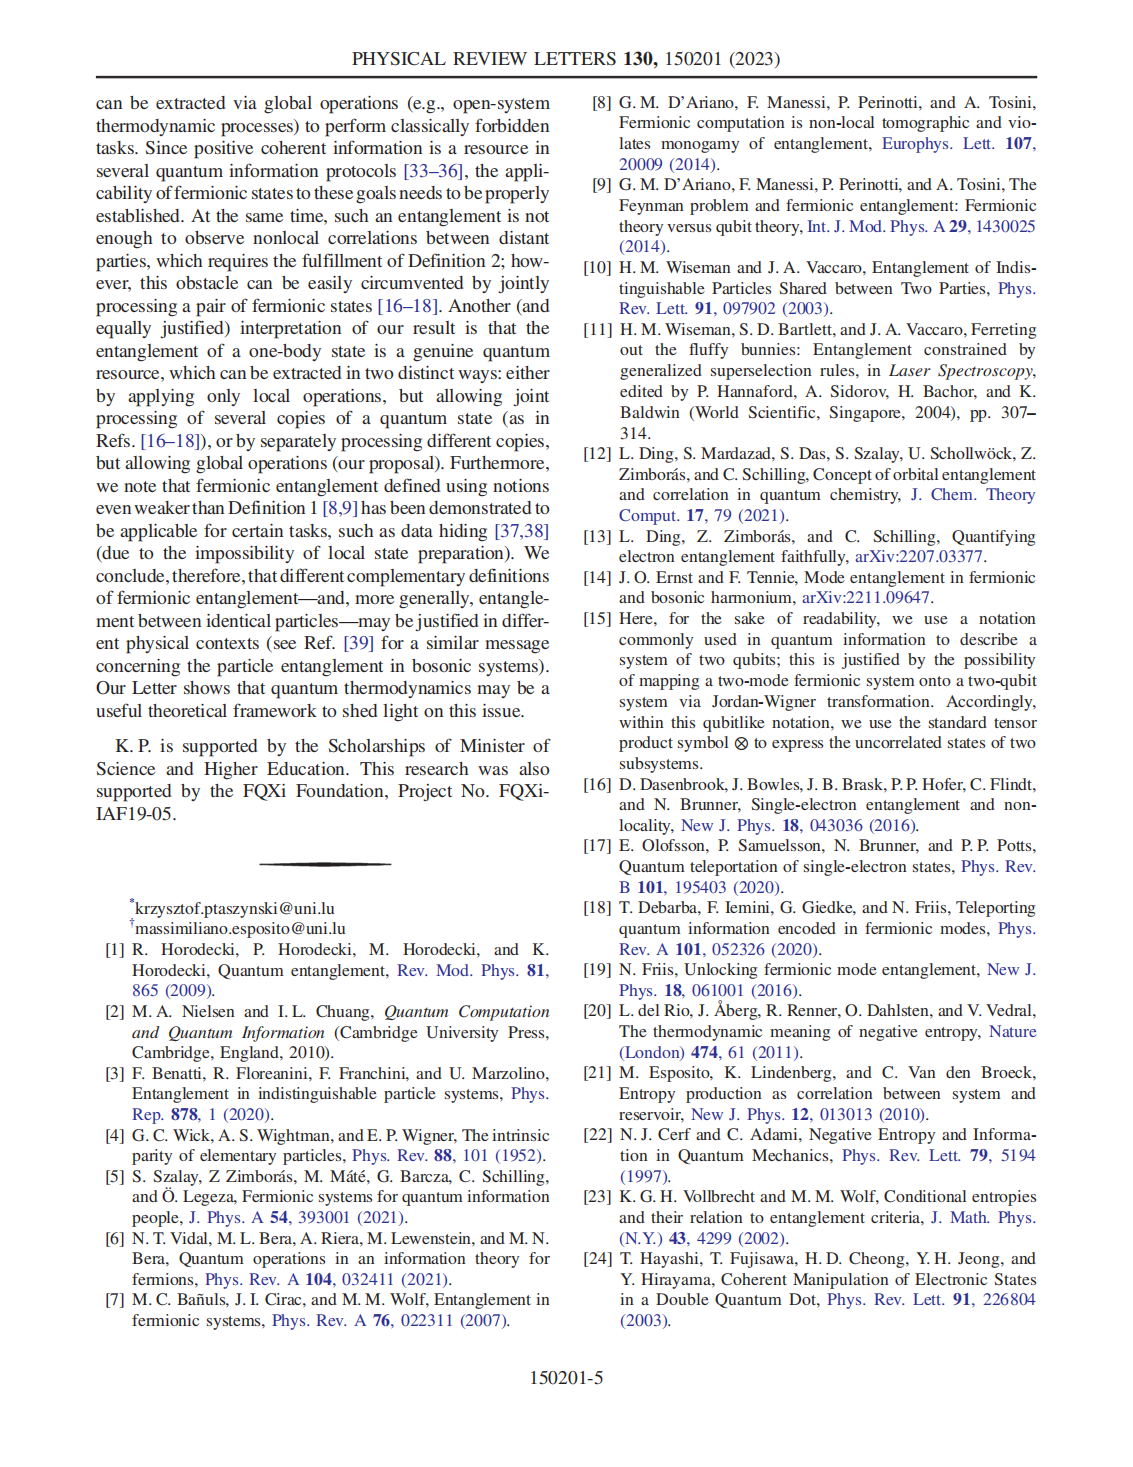 PHYSICAL REVIEW LETTERS 130, 150201 (2023)
can be extracted via global operations (e.g., open-system
thermodynamic processes) to perform classically forbidden
tasks. Since positive coherent information is a resource in
several quantum information protocols [33–36], the appli-
cability of fermionic states to these goals needs to be properly
established. At the same time, such an entanglement is not
enough to observe nonlocal correlations between distant
parties, which requires the fulfillment of Definition 2; how-
ever, this obstacle can be easily circumvented by jointly
processing a pair of fermionic states [16–18]. Another (and
equally justified) interpretation of our result is that the
entanglement of a one-body state is a genuine quantum
resource, which can be extracted in two distinct ways: either
by applying only local operations, but allowing joint
processing of several copies of a quantum state (as in
Refs. [16–18]), or by separately processing different copies,
but allowing global operations (our proposal). Furthermore,
we note that fermionic entanglement defined using notions
even weaker than Definition 1 [8,9] has been demonstrated to
be applicable for certain tasks, such as data hiding [37,38]
(due to the impossibility of local state preparation). We
conclude, therefore, that different complementary definitions
of fermionic entanglement—and, more generally, entangle-
ment between identical particles—may be justified in differ-
ent physical contexts (see Ref. [39] for a similar message
concerning the particle entanglement in bosonic systems).
Our Letter shows that quantum thermodynamics may be a
useful theoretical framework to shed light on this issue.
K. P. is supported by the Scholarships of Minister of
Science and Higher Education. This research was also
supported by the FQXi Foundation, Project No. FQXi-
IAF19-05.
*krzysztof.ptaszynski@uni.lu
†massimiliano.esposito@uni.lu
[1] R. Horodecki, P. Horodecki, M. Horodecki, and K.
Horodecki, Quantum entanglement, Rev. Mod. Phys. 81,
865 (2009).
[2] M. A. Nielsen and I. L. Chuang, Quantum Computation
and Quantum Information (Cambridge University Press,
Cambridge, England, 2010).
[3] F. Benatti, R. Floreanini, F. Franchini, and U. Marzolino,
Entanglement in indistinguishable particle systems, Phys.
Rep. 878, 1 (2020).
[4] G. C. Wick, A. S. Wightman, and E. P. Wigner, The intrinsic
parity of elementary particles, Phys. Rev. 88, 101 (1952).
[5] S. Szalay, Z Zimborás, M. Máté, G. Barcza, C. Schilling,
and Ö. Legeza, Fermionic systems for quantum information
people, J. Phys. A 54, 393001 (2021).
[6] N. T. Vidal, M. L. Bera, A. Riera, M. Lewenstein, and M. N.
Bera, Quantum operations in an information theory for
fermions, Phys. Rev. A 104, 032411 (2021).
[7] M. C. Bañuls, J. I. Cirac, and M. M. Wolf, Entanglement in
fermionic systems, Phys. Rev. A 76, 022311 (2007).
[8] G. M. D'Ariano, F. Manessi, P. Perinotti, and A. Tosini,
Fermionic computation is non-local tomographic and vio-
lates monogamy of entanglement, Europhys. Lett. 107,
20009 (2014).
[9] G. M. D'Ariano, F. Manessi, P. Perinotti, and A. Tosini, The
Feynman problem and fermionic entanglement: Fermionic
theory versus qubit theory, Int. J. Mod. Phys. A 29, 1430025
(2014).
[10] H. M. Wiseman and J. A. Vaccaro, Entanglement of Indis-
tinguishable Particles Shared between Two Parties, Phys.
Rev. Lett. 91, 097902 (2003).
[11] H. M. Wiseman, S. D. Bartlett, and J. A. Vaccaro, Ferreting
out the fluffy bunnies: Entanglement constrained by
generalized superselection rules, in Laser Spectroscopy,
edited by P. Hannaford, A. Sidorov, H. Bachor, and K.
Baldwin (World Scientific, Singapore, 2004), pp. 307–
314.
[12] L. Ding, S. Mardazad, S. Das, S. Szalay, U. Schollwöck, Z.
Zimborás, and C. Schilling, Concept of orbital entanglement
and correlation in quantum chemistry, J. Chem. Theory
Comput. 17, 79 (2021).
[13] L. Ding, Z. Zimborás, and C. Schilling, Quantifying
electron entanglement faithfully, arXiv:2207.03377.
[14] J. O. Ernst and F. Tennie, Mode entanglement in fermionic
and bosonic harmonium, arXiv:2211.09647.
[15] Here, for the sake of readability, we use a notation
commonly used in quantum information to describe a
system of two qubits; this is justified by the possibility
of mapping a two-mode fermionic system onto a two-qubit
system via Jordan-Wigner transformation. Accordingly,
within this qubitlike notation, we use the standard tensor
product symbol ⊗ to express the uncorrelated states of two
subsystems.
[16] D. Dasenbrook, J. Bowles, J. B. Brask, P. P. Hofer, C. Flindt,
and N. Brunner, Single-electron entanglement and non-
locality, New J. Phys. 18, 043036 (2016).
[17] E. Olofsson, P. Samuelsson, N. Brunner, and P. P. Potts,
Quantum teleportation of single-electron states, Phys. Rev.
B 101, 195403 (2020).
[18] T. Debarba, F. Iemini, G. Giedke, and N. Friis, Teleporting
quantum information encoded in fermionic modes, Phys.
Rev. A 101, 052326 (2020).
[19] N. Friis, Unlocking fermionic mode entanglement, New J.
Phys. 18, 061001 (2016).
[20] L. del Rio, J. Åberg, R. Renner, O. Dahlsten, and V. Vedral,
The thermodynamic meaning of negative entropy, Nature
(London) 474, 61 (2011).
[21] M. Esposito, K. Lindenberg, and C. Van den Broeck,
Entropy production as correlation between system and
reservoir, New J. Phys. 12, 013013 (2010).
[22] N. J. Cerf and C. Adami, Negative Entropy and Informa-
tion in Quantum Mechanics, Phys. Rev. Lett. 79, 5194
(1997).
[23] K. G. H. Vollbrecht and M. M. Wolf, Conditional entropies
and their relation to entanglement criteria, J. Math. Phys.
(N.Y.) 43, 4299 (2002).
[24] T. Hayashi, T. Fujisawa, H. D. Cheong, Y. H. Jeong, and
Y. Hirayama, Coherent Manipulation of Electronic States
in a Double Quantum Dot, Phys. Rev. Lett. 91, 226804
(2003).
150201-5